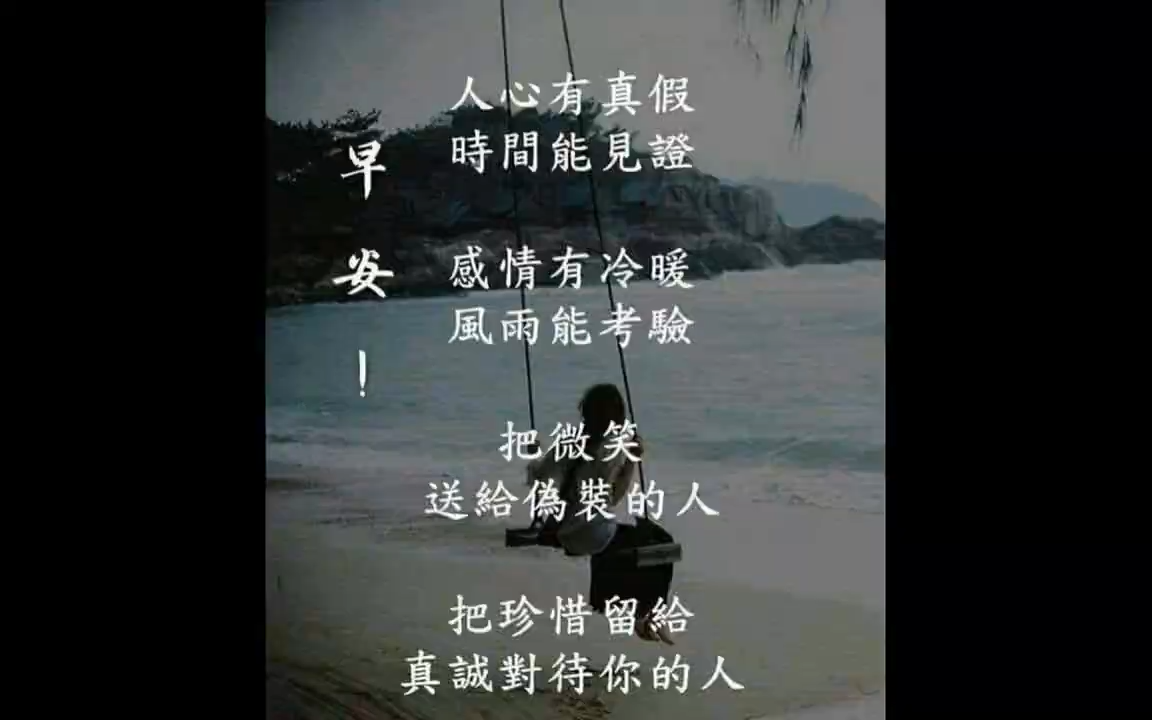 早安！
人心有真假
時間能見證
感情有冷暖
風雨能考驗
把微笑
送給偽裝的人
把珍惜留給
真誠對待你的人